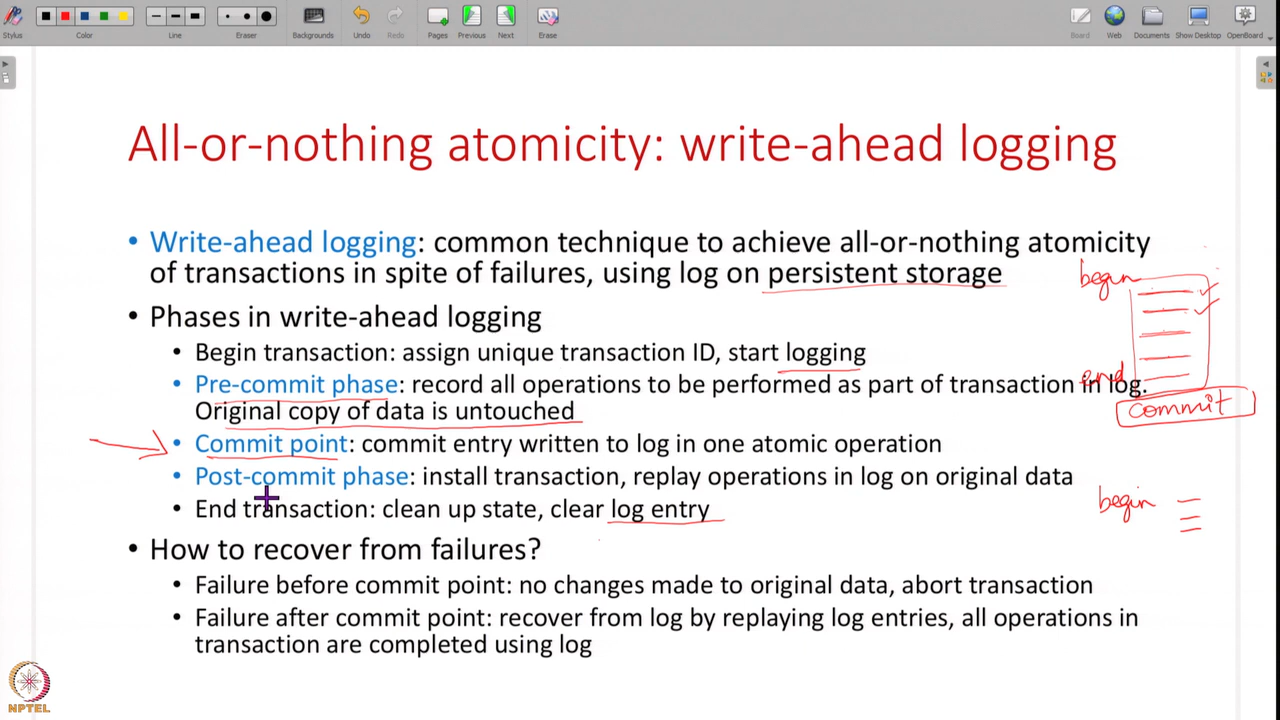 Stylus
Color
Line
Eraser
Backgrounds
Undo
Redo
Pages
Previous
Next
Erase
Board
Web
Documents
Show Desktop
OpenBoard
All-or-nothing atomicity: write-ahead logging
• Write-ahead logging: common technique to achieve all-or-nothing atomicity
of transactions in spite of failures, using log on persistent storage
• Phases in write-ahead logging
• Begin transaction: assign unique transaction ID, start logging
• Pre-commit phase: record all operations to be performed as part of transaction in log.
Original copy of data is untouched
• Commit point: commit entry written to log in one atomic operation
• Post-commit phase: install transaction, replay operations in log on original data
• End transaction: clean up state, clear log entry
• How to recover from failures?
• Failure before commit point: no changes made to original data, abort transaction
• Failure after commit point: recover from log by replaying log entries, all operations in
transaction are completed using log
begin
end
commit
begin
NPTEL